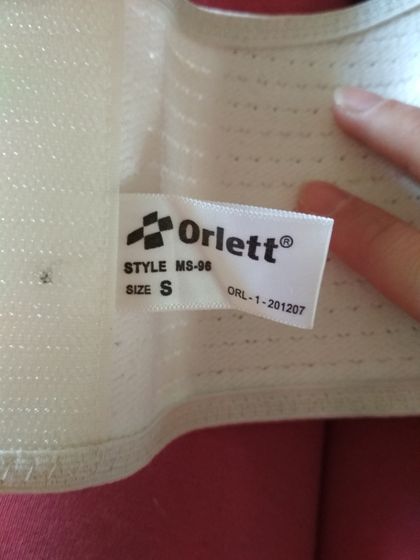 Orlett®
STYLE MS-96
SIZE S
ORL-1-201207